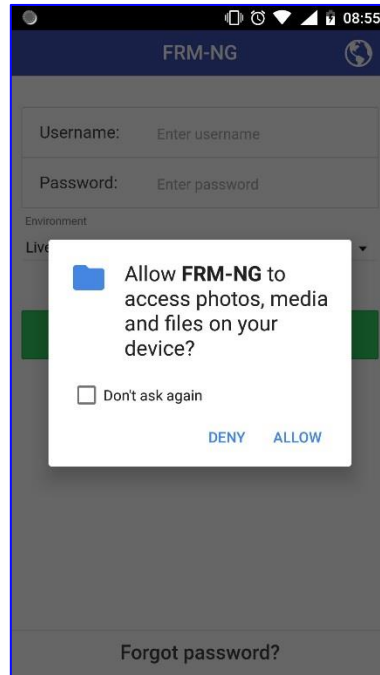 08:55
FRM-NG
Username: Enter username
Password: Enter password
Environment
Live
Allow FRM-NG to
access photos, media
and files on your
device?
Don't ask again
DENY ALLOW
Forgot password?